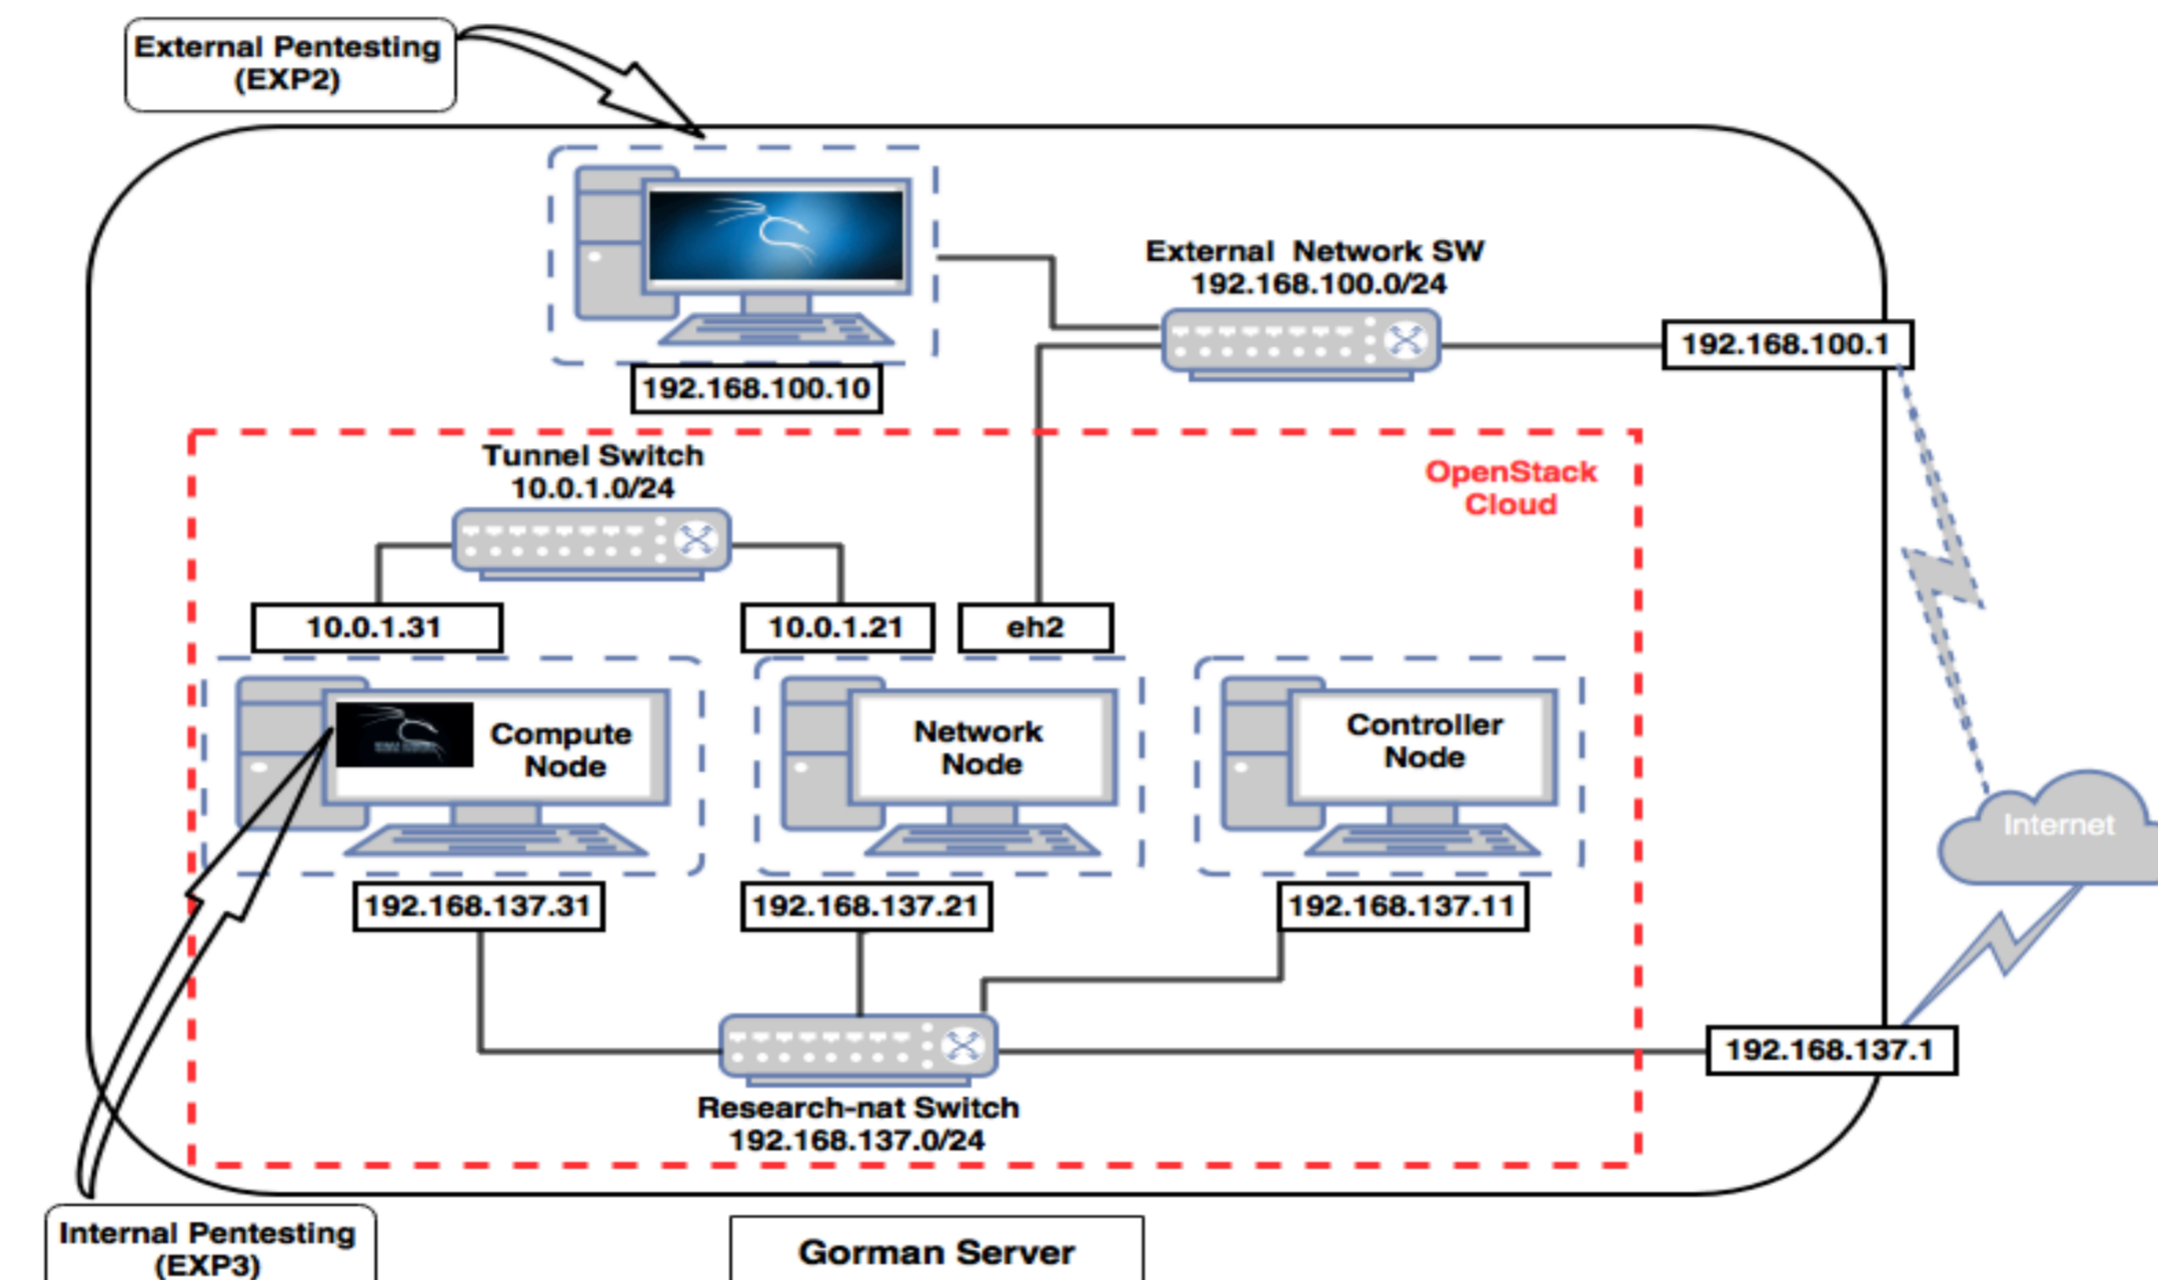 External Pentesting
(EXP2)
External Network SW
192.168.100.0/24
192.168.100.1
192.168.100.10
Tunnel Switch
10.0.1.0/24
OpenStack
Cloud
10.0.1.31
10.0.1.21
eh2
Compute
Node
Network
Node
Controller
Node
Internet
192.168.137.31
192.168.137.21
192.168.137.11
192.168.137.1
Research-nat Switch
192.168.137.0/24
Internal Pentesting
(EXP3)
Gorman Server